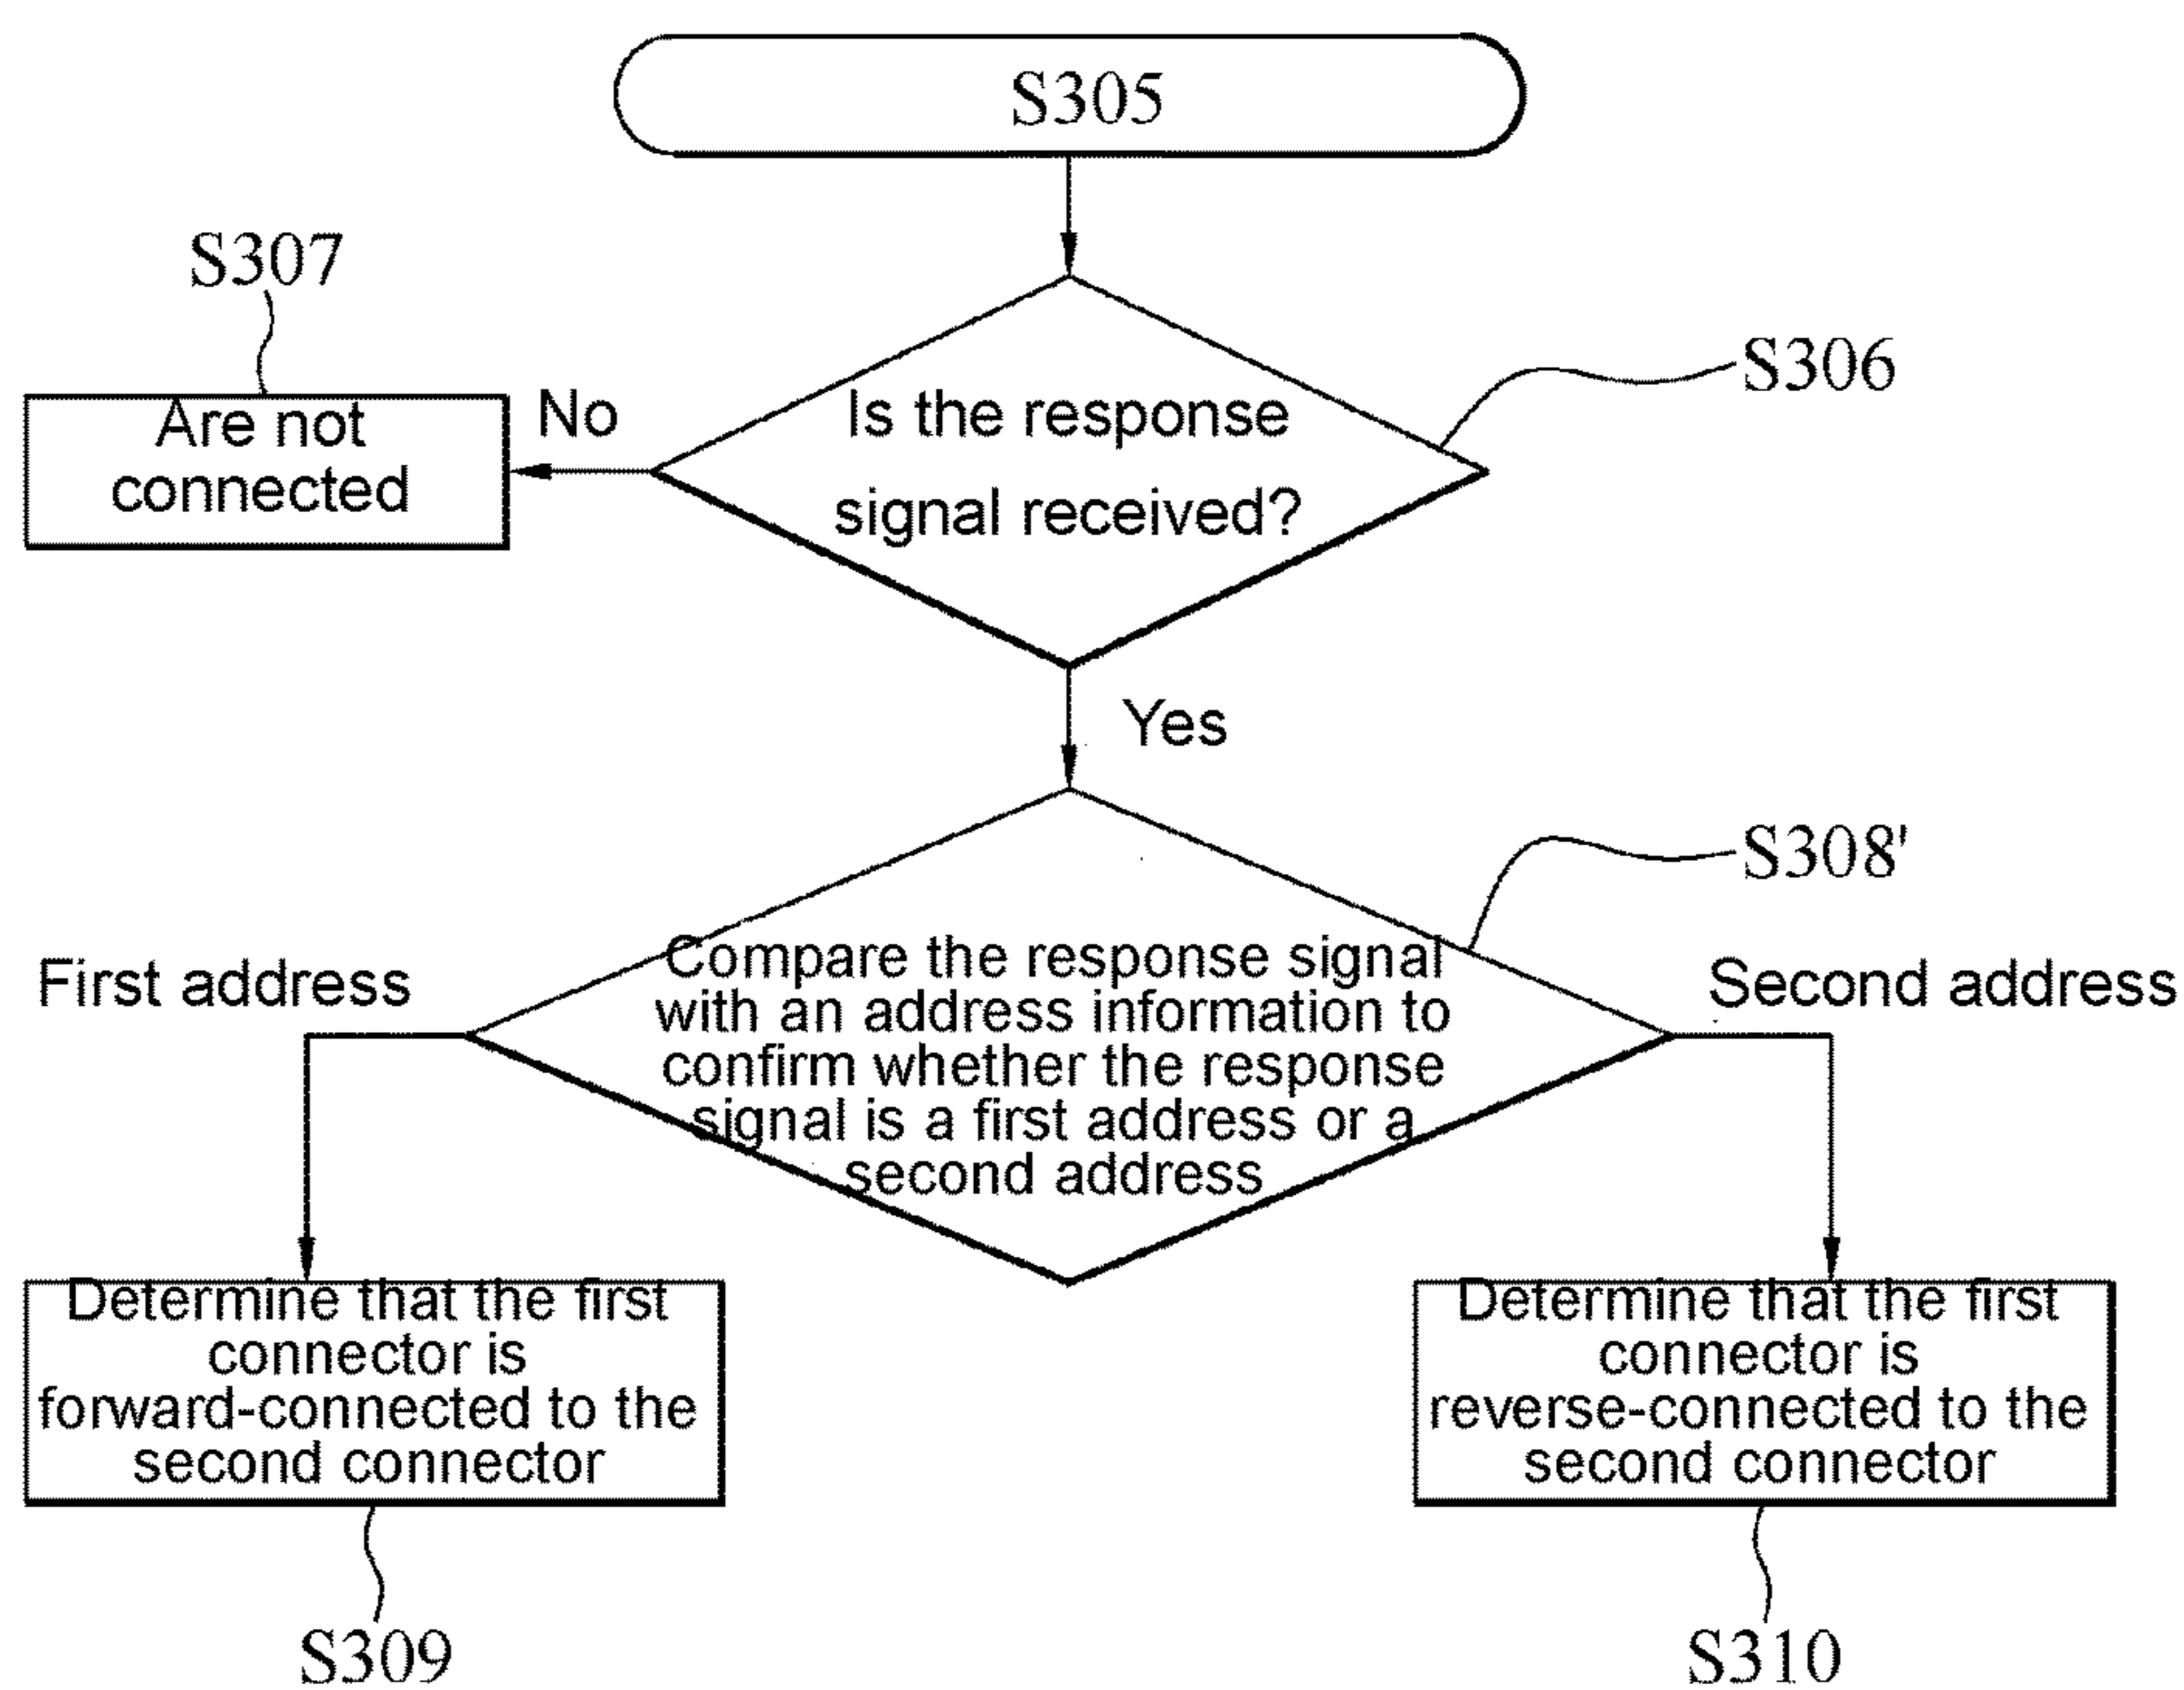 S305
S307
S306
Are not
connected
No
Is the response
signal received?
Yes
S308'
First address
Second address
Compare the response signal
with an address information to
confirm whether the response
signal is a first address or a
second address
Determine that the first
connector is
forward-connected to the
second connector
Determine that the first
connector is
reverse-connected to the
second connector
S309
S310